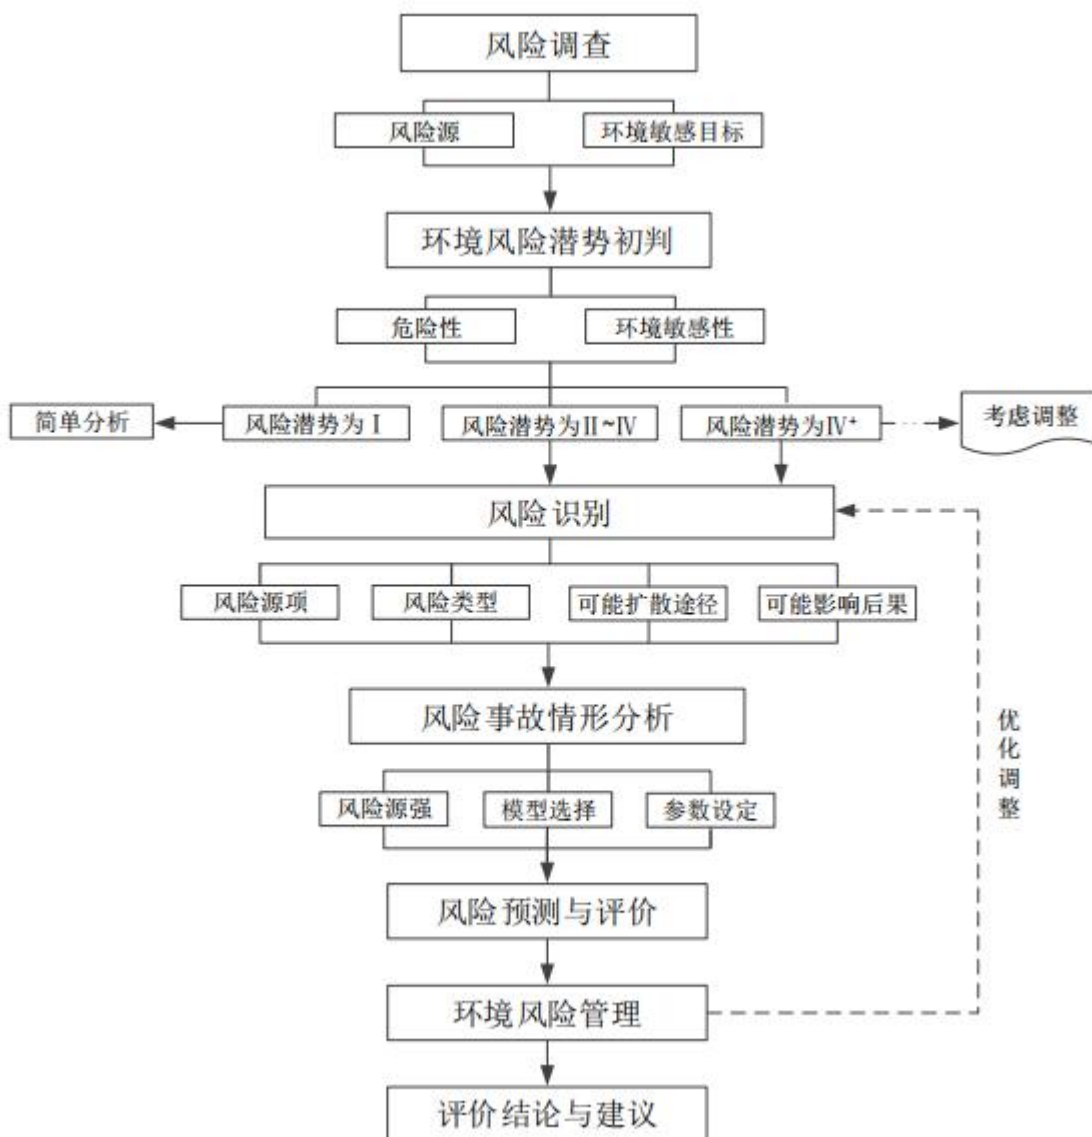 风险调查
风险源
环境敏感目标
环境风险潜势初判
危险性
环境敏感性
简单分析
风险潜势为Ⅰ
风险潜势为Ⅱ~Ⅳ
风险潜势为Ⅳ⁺
考虑调整
风险识别
风险源项
风险类型
可能扩散途径
可能影响后果
风险事故情形分析
优化调整
风险源强
模型选择
参数设定
风险预测与评价
环境风险管理
评价结论与建议